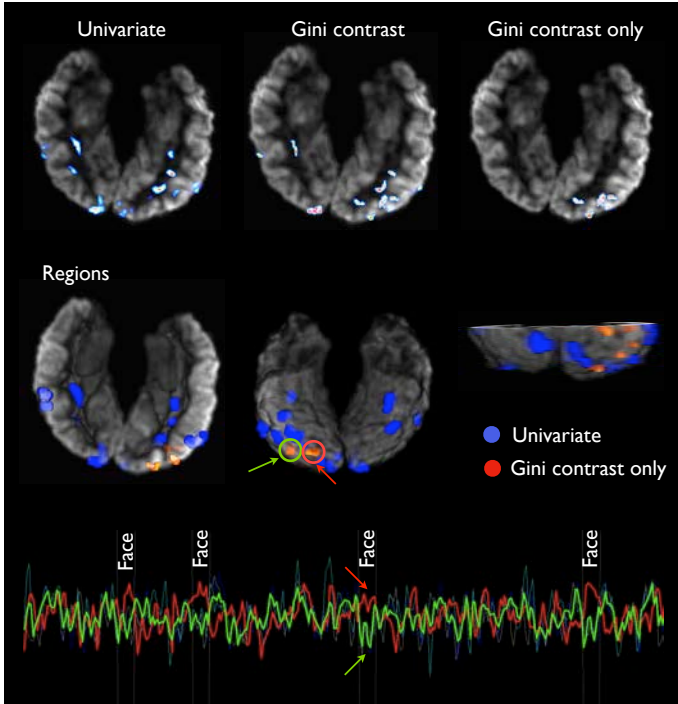 Univariate
Gini contrast
Gini contrast only
Regions
Univariate
Gini contrast only
Face
Face
Face
Face